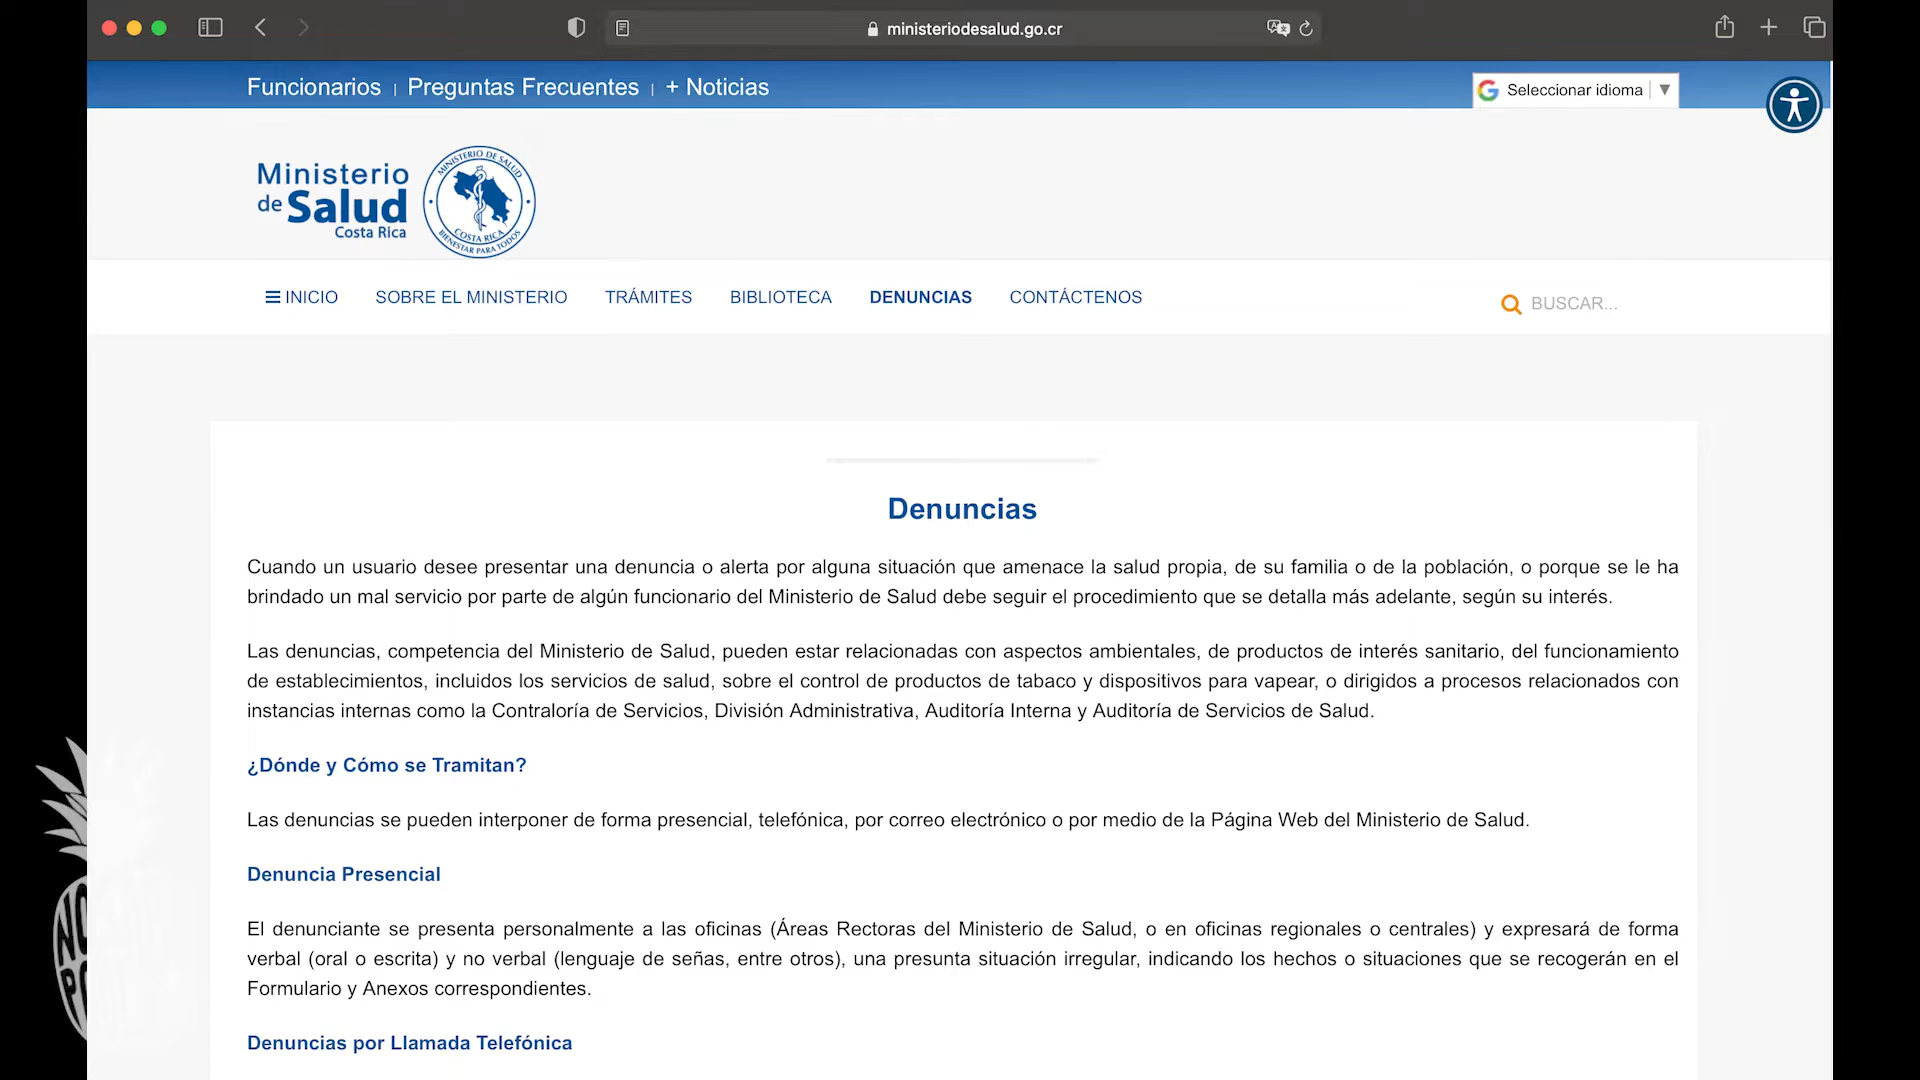 ministeriodesalud.go.cr
Funcionarios | Preguntas Frecuentes | + Noticias
Seleccionar idioma
Ministerio
de Salud
Costa Rica
MINISTERIO DE SALUD
COSTA RICA
BIENESTAR PARA TODOS
INICIO SOBRE EL MINISTERIO TRÁMITES BIBLIOTECA DENUNCIAS CONTÁCTENOS
BUSCAR...
Denuncias
Cuando un usuario desee presentar una denuncia o alerta por alguna situación que amenace la salud propia, de su familia o de la población, o porque se le ha
brindado un mal servicio por parte de algún funcionario del Ministerio de Salud debe seguir el procedimiento que se detalla más adelante, según su interés.
Las denuncias, competencia del Ministerio de Salud, pueden estar relacionadas con aspectos ambientales, de productos de interés sanitario, del funcionamiento
de establecimientos, incluidos los servicios de salud, sobre el control de productos de tabaco y dispositivos para vapear, o dirigidos a procesos relacionados con
instancias internas como la Contraloría de Servicios, División Administrativa, Auditoría Interna y Auditoría de Servicios de Salud.
¿Dónde y Cómo se Tramitan?
Las denuncias se pueden interponer de forma presencial, telefónica, por correo electrónico o por medio de la Página Web del Ministerio de Salud.
Denuncia Presencial
El denunciante se presenta personalmente a las oficinas (Áreas Rectoras del Ministerio de Salud, o en oficinas regionales o centrales) y expresará de forma
verbal (oral o escrita) y no verbal (lenguaje de señas, entre otros), una presunta situación irregular, indicando los hechos o situaciones que se recogerán en el
Formulario y Anexos correspondientes.
Denuncias por Llamada Telefónica